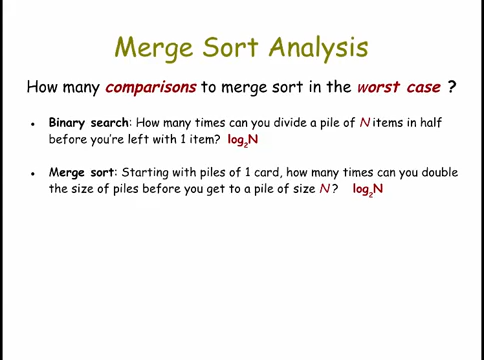 Merge Sort Analysis
How many comparisons to merge sort in the worst case ?
• Binary search: How many times can you divide a pile of N items in half
before you're left with 1 item? log₂N
• Merge sort: Starting with piles of 1 card, how many times can you double
the size of piles before you get to a pile of size N? log₂N